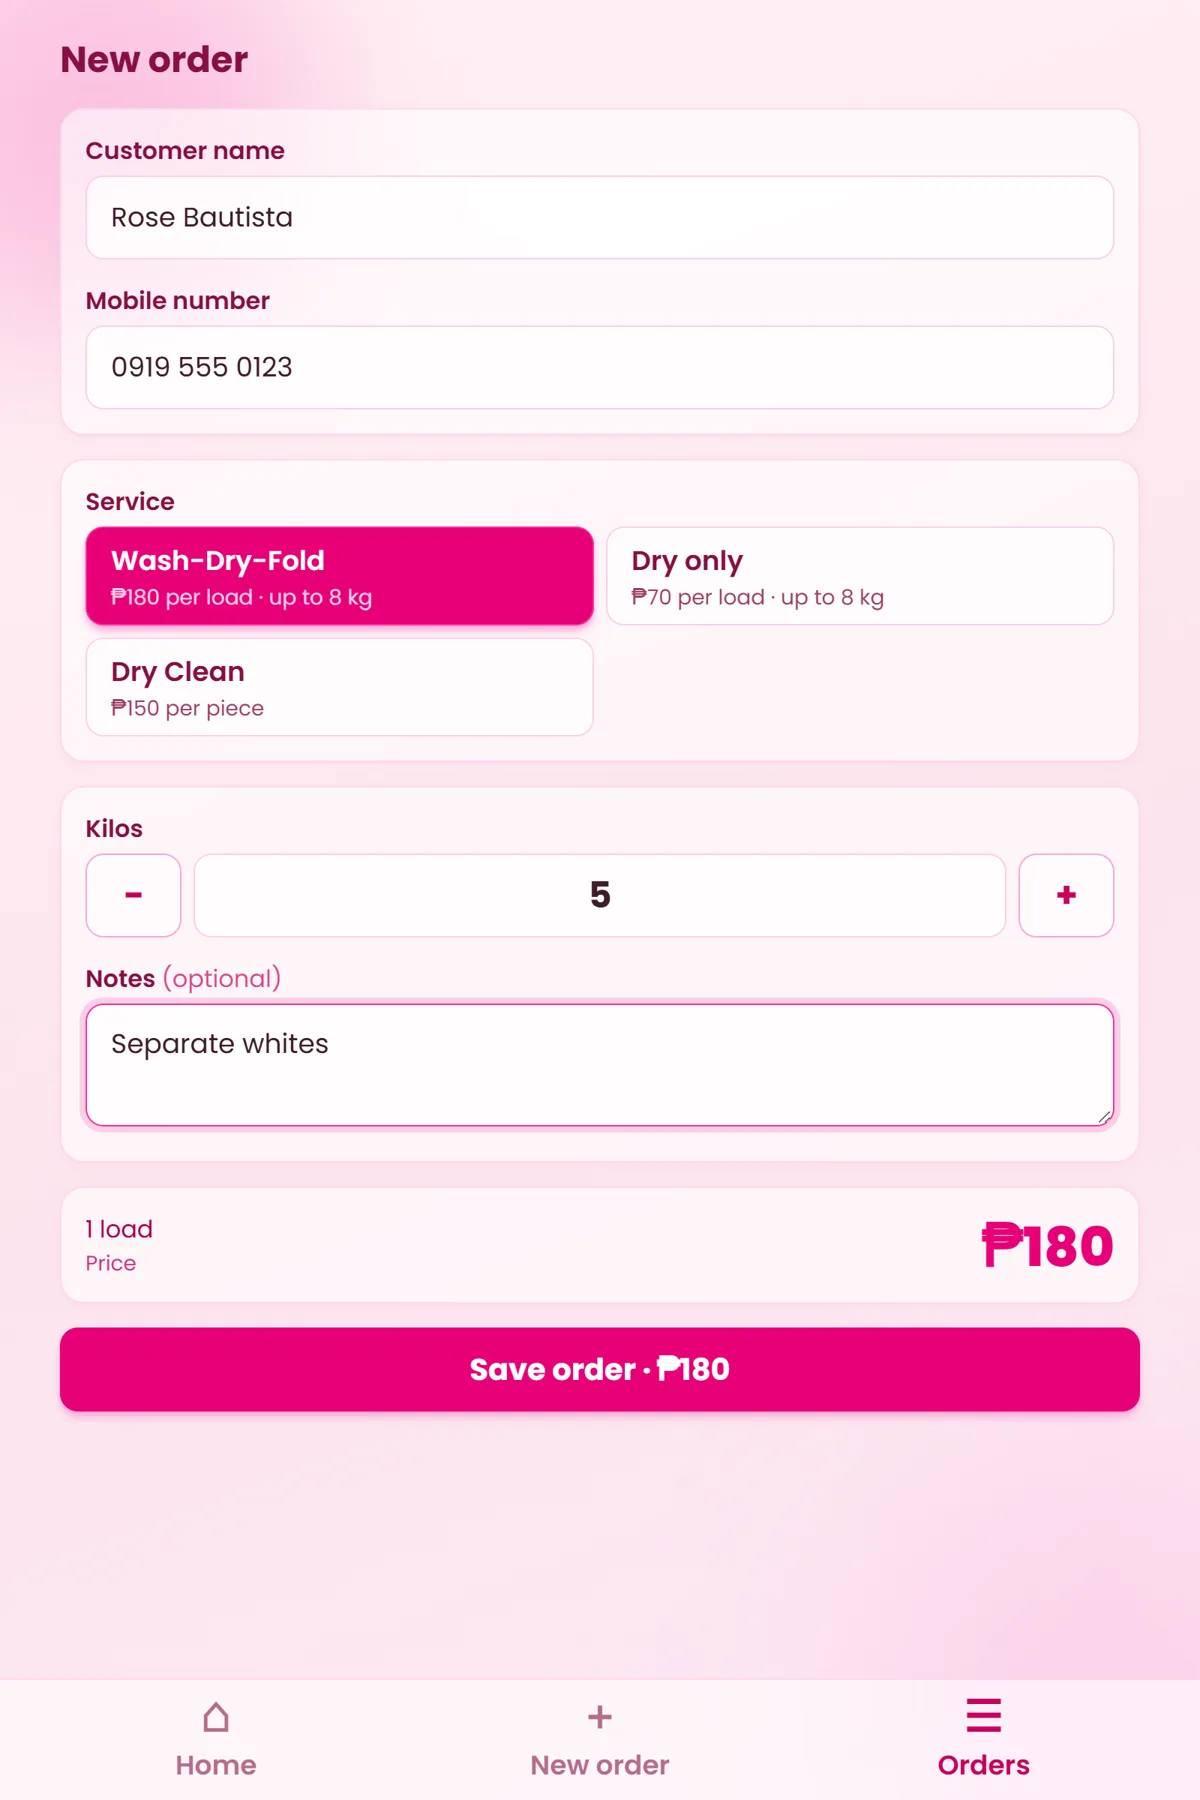 New order
Customer name
Rose Bautista
Mobile number
0919 555 0123
Service
Wash-Dry-Fold
₱180 per load · up to 8 kg
Dry only
₱70 per load · up to 8 kg
Dry Clean
₱150 per piece
Kilos
− 5 +
Notes (optional)
Separate whites
1 load
Price
₱180
Save order · ₱180
Home
New order
Orders